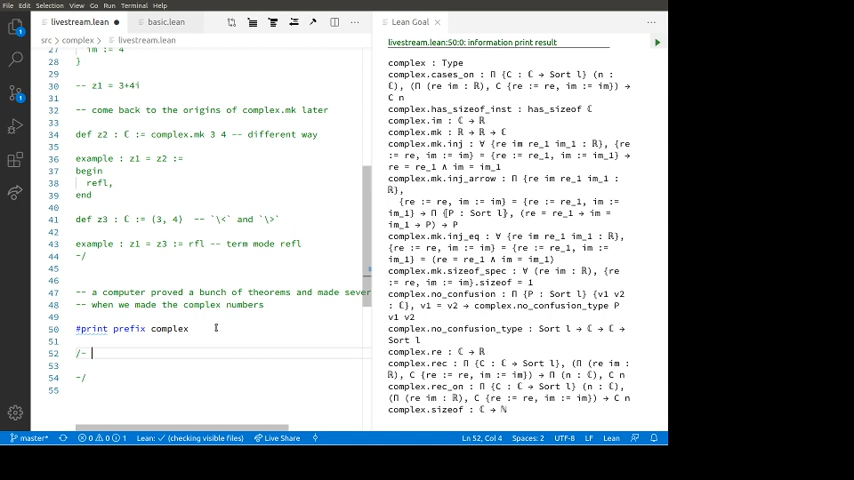 File Edit Selection View Go Run Terminal Help
livestream.lean basic.lean
src > complex > livestream.lean
27 im := 4
28 }
29
30 -- z1 = 3+4i
31
32 -- come back to the origins of complex.mk later
33
34 def z2 : ℂ := complex.mk 3 4 -- different way
35
36 example : z1 = z2 :=
37 begin
38 refl,
39 end
40
41 def z3 : ℂ := ⟨3, 4⟩ -- `\<` and `\>`
42
43 example : z1 = z3 := rfl -- term mode refl
44 -/
45
46
47 -- a computer proved a bunch of theorems and made seve
48 -- when we made the complex numbers
49
50 #print prefix complex
51
52 /-
53
54 -/
55
Lean Goal
livestream.lean:50:0: information print result
complex : Type
complex.cases_on : Π {C : ℂ → Sort l} (n :
ℂ), (Π (re im : ℝ), C {re := re, im := im}) →
C n
complex.has_sizeof_inst : has_sizeof ℂ
complex.im : ℂ → ℝ
complex.mk : ℝ → ℝ → ℂ
complex.mk.inj : ∀ {re im re_1 im_1 : ℝ}, {re
:= re, im := im} = {re := re_1, im := im_1} →
re = re_1 ∧ im = im_1
complex.mk.inj_arrow : Π {re im re_1 im_1 :
ℝ},
{re := re, im := im} = {re := re_1, im :=
im_1} → Π ⦃P : Sort l⦄, (re = re_1 → im =
im_1 → P) → P
complex.mk.inj_eq : ∀ {re im re_1 im_1 : ℝ},
{re := re, im := im} = {re := re_1, im :=
im_1} = (re = re_1 ∧ im = im_1)
complex.mk.sizeof_spec : ∀ (re im : ℝ), {re
:= re, im := im}.sizeof = 1
complex.no_confusion : Π {P : Sort l} {v1 v2
: ℂ}, v1 = v2 → complex.no_confusion_type P
v1 v2
complex.no_confusion_type : Sort l → ℂ → ℂ →
Sort l
complex.re : ℂ → ℝ
complex.rec : Π {C : ℂ → Sort l}, (Π (re im :
ℝ), C {re := re, im := im}) → Π (n : ℂ), C n
complex.rec_on : Π {C : ℂ → Sort l} (n : ℂ),
(Π (re im : ℝ), C {re := re, im := im}) → C n
complex.sizeof : ℂ → ℕ
master* 0 0 1 Lean: ✓ (checking visible files) Live Share Ln 52, Col 4 Spaces: 2 UTF-8 LF Lean